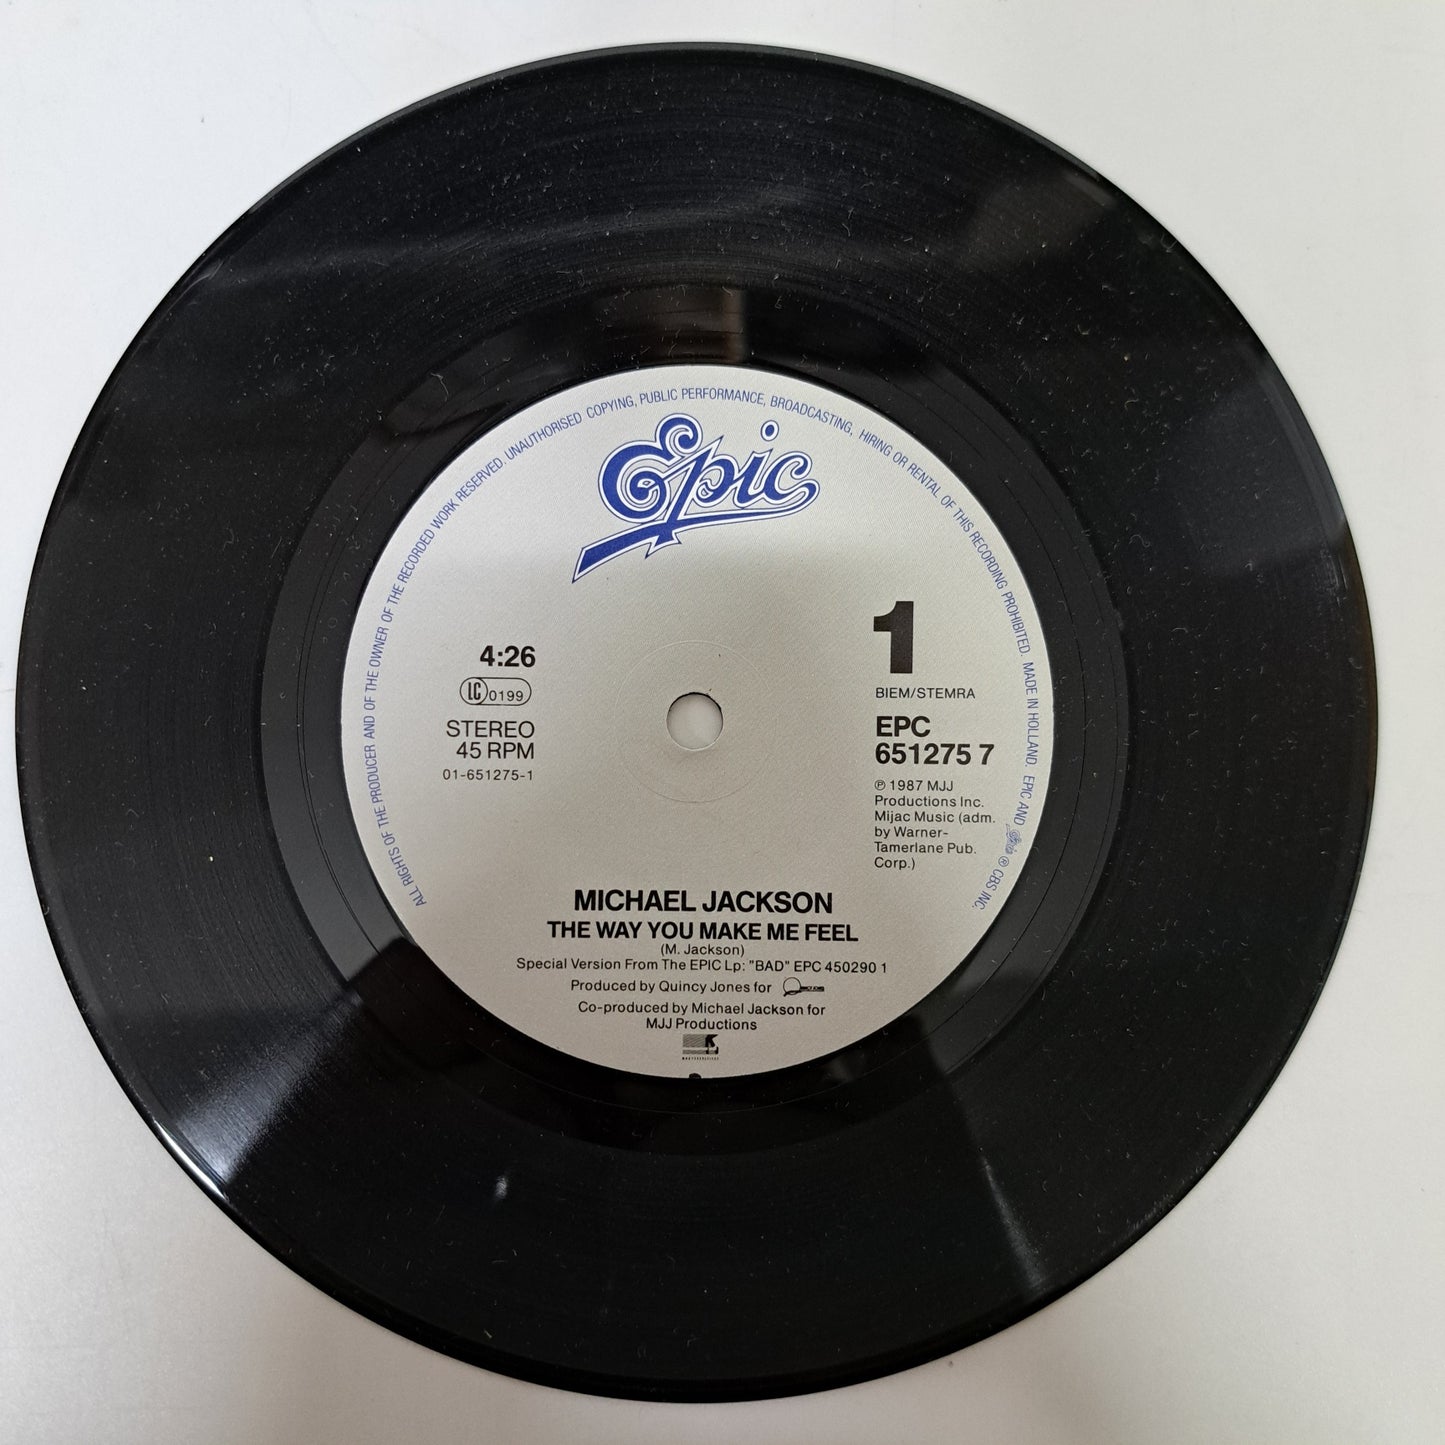 ALL RIGHTS OF THE PRODUCER AND OF THE OWNER OF THE RECORDED WORK RESERVED. UNAUTHORISED COPYING, PUBLIC PERFORMANCE, BROADCASTING, HIRING OR RENTAL OF THIS RECORDING PROHIBITED. MADE IN HOLLAND. EPIC AND Epic ® CBS INC.
Epic
4:26
LC 0199
STEREO
45 RPM
01-651275-1
1
BIEM/STEMRA
EPC
651275 7
℗ 1987 MJJ
Productions Inc.
Mijac Music (adm.
by Warner-
Tamerlane Pub.
Corp.)
MICHAEL JACKSON
THE WAY YOU MAKE ME FEEL
(M. Jackson)
Special Version From The EPIC Lp: "BAD" EPC 450290 1
Produced by Quincy Jones for
Co-produced by Michael Jackson for
MJJ Productions